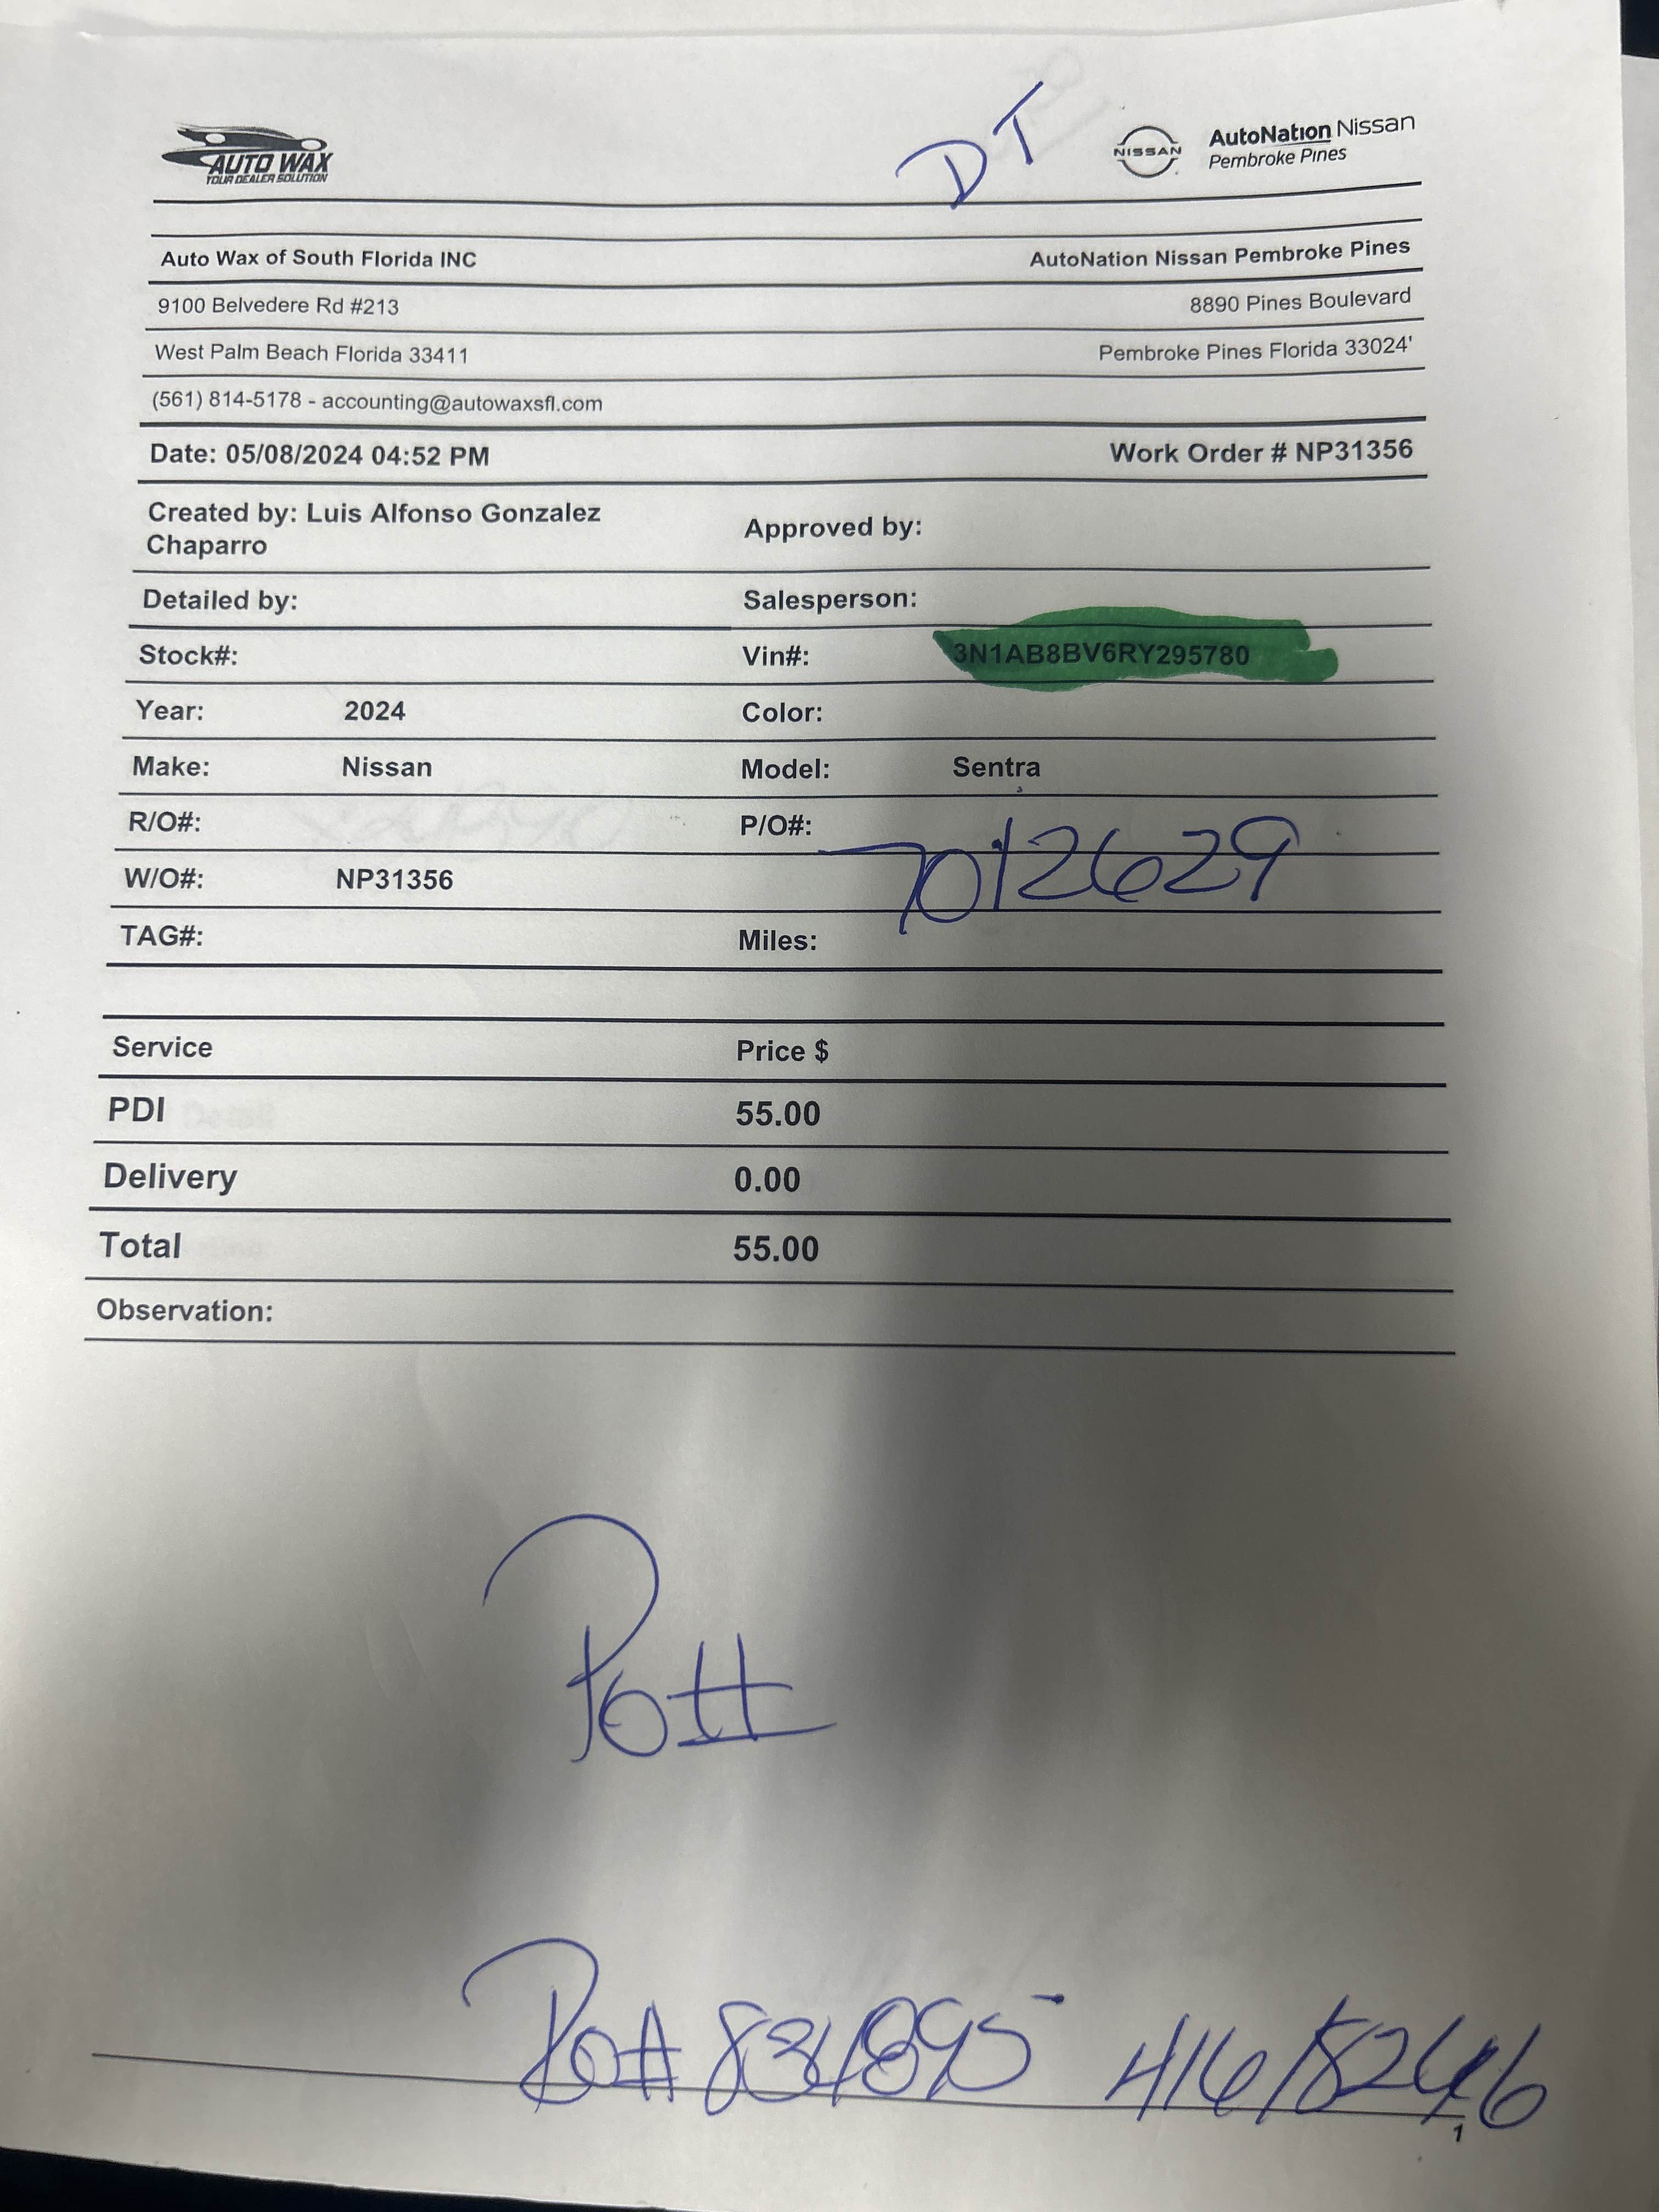 DT
AUTO WAX
YOUR DEALER SOLUTION
NISSAN
AutoNation Nissan
Pembroke Pines
Auto Wax of South Florida INC AutoNation Nissan Pembroke Pines
9100 Belvedere Rd #213 8890 Pines Boulevard
West Palm Beach Florida 33411 Pembroke Pines Florida 33024'
(561) 814-5178 - accounting@autowaxsfl.com
Date: 05/08/2024 04:52 PM Work Order # NP31356
Created by: Luis Alfonso Gonzalez
Chaparro
Approved by:
Detailed by: Salesperson:
Stock#: Vin#: 3N1AB8BV6RY295780
Year: 2024 Color:
Make: Nissan Model: Sentra
R/O#: P/O#: 7012629
W/O#: NP31356
TAG#: Miles:
Service Price $
PDI 55.00
Delivery 0.00
Total 55.00
Observation:
Po#
Po#
1